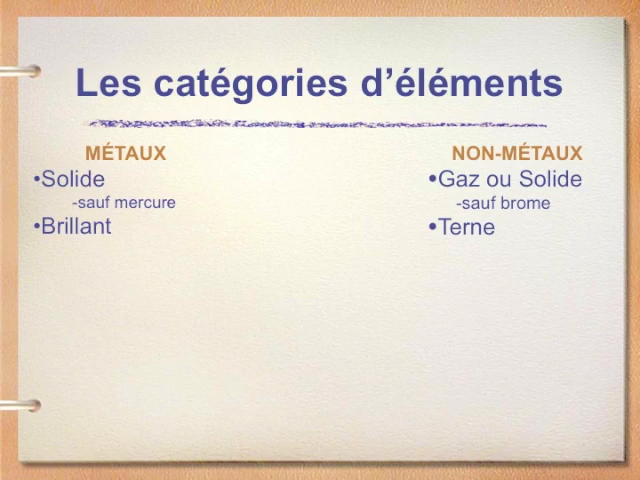 Les catégories d’éléments
MÉTAUX
•Solide
-sauf mercure
•Brillant
NON-MÉTAUX
•Gaz ou Solide
-sauf brome
•Terne